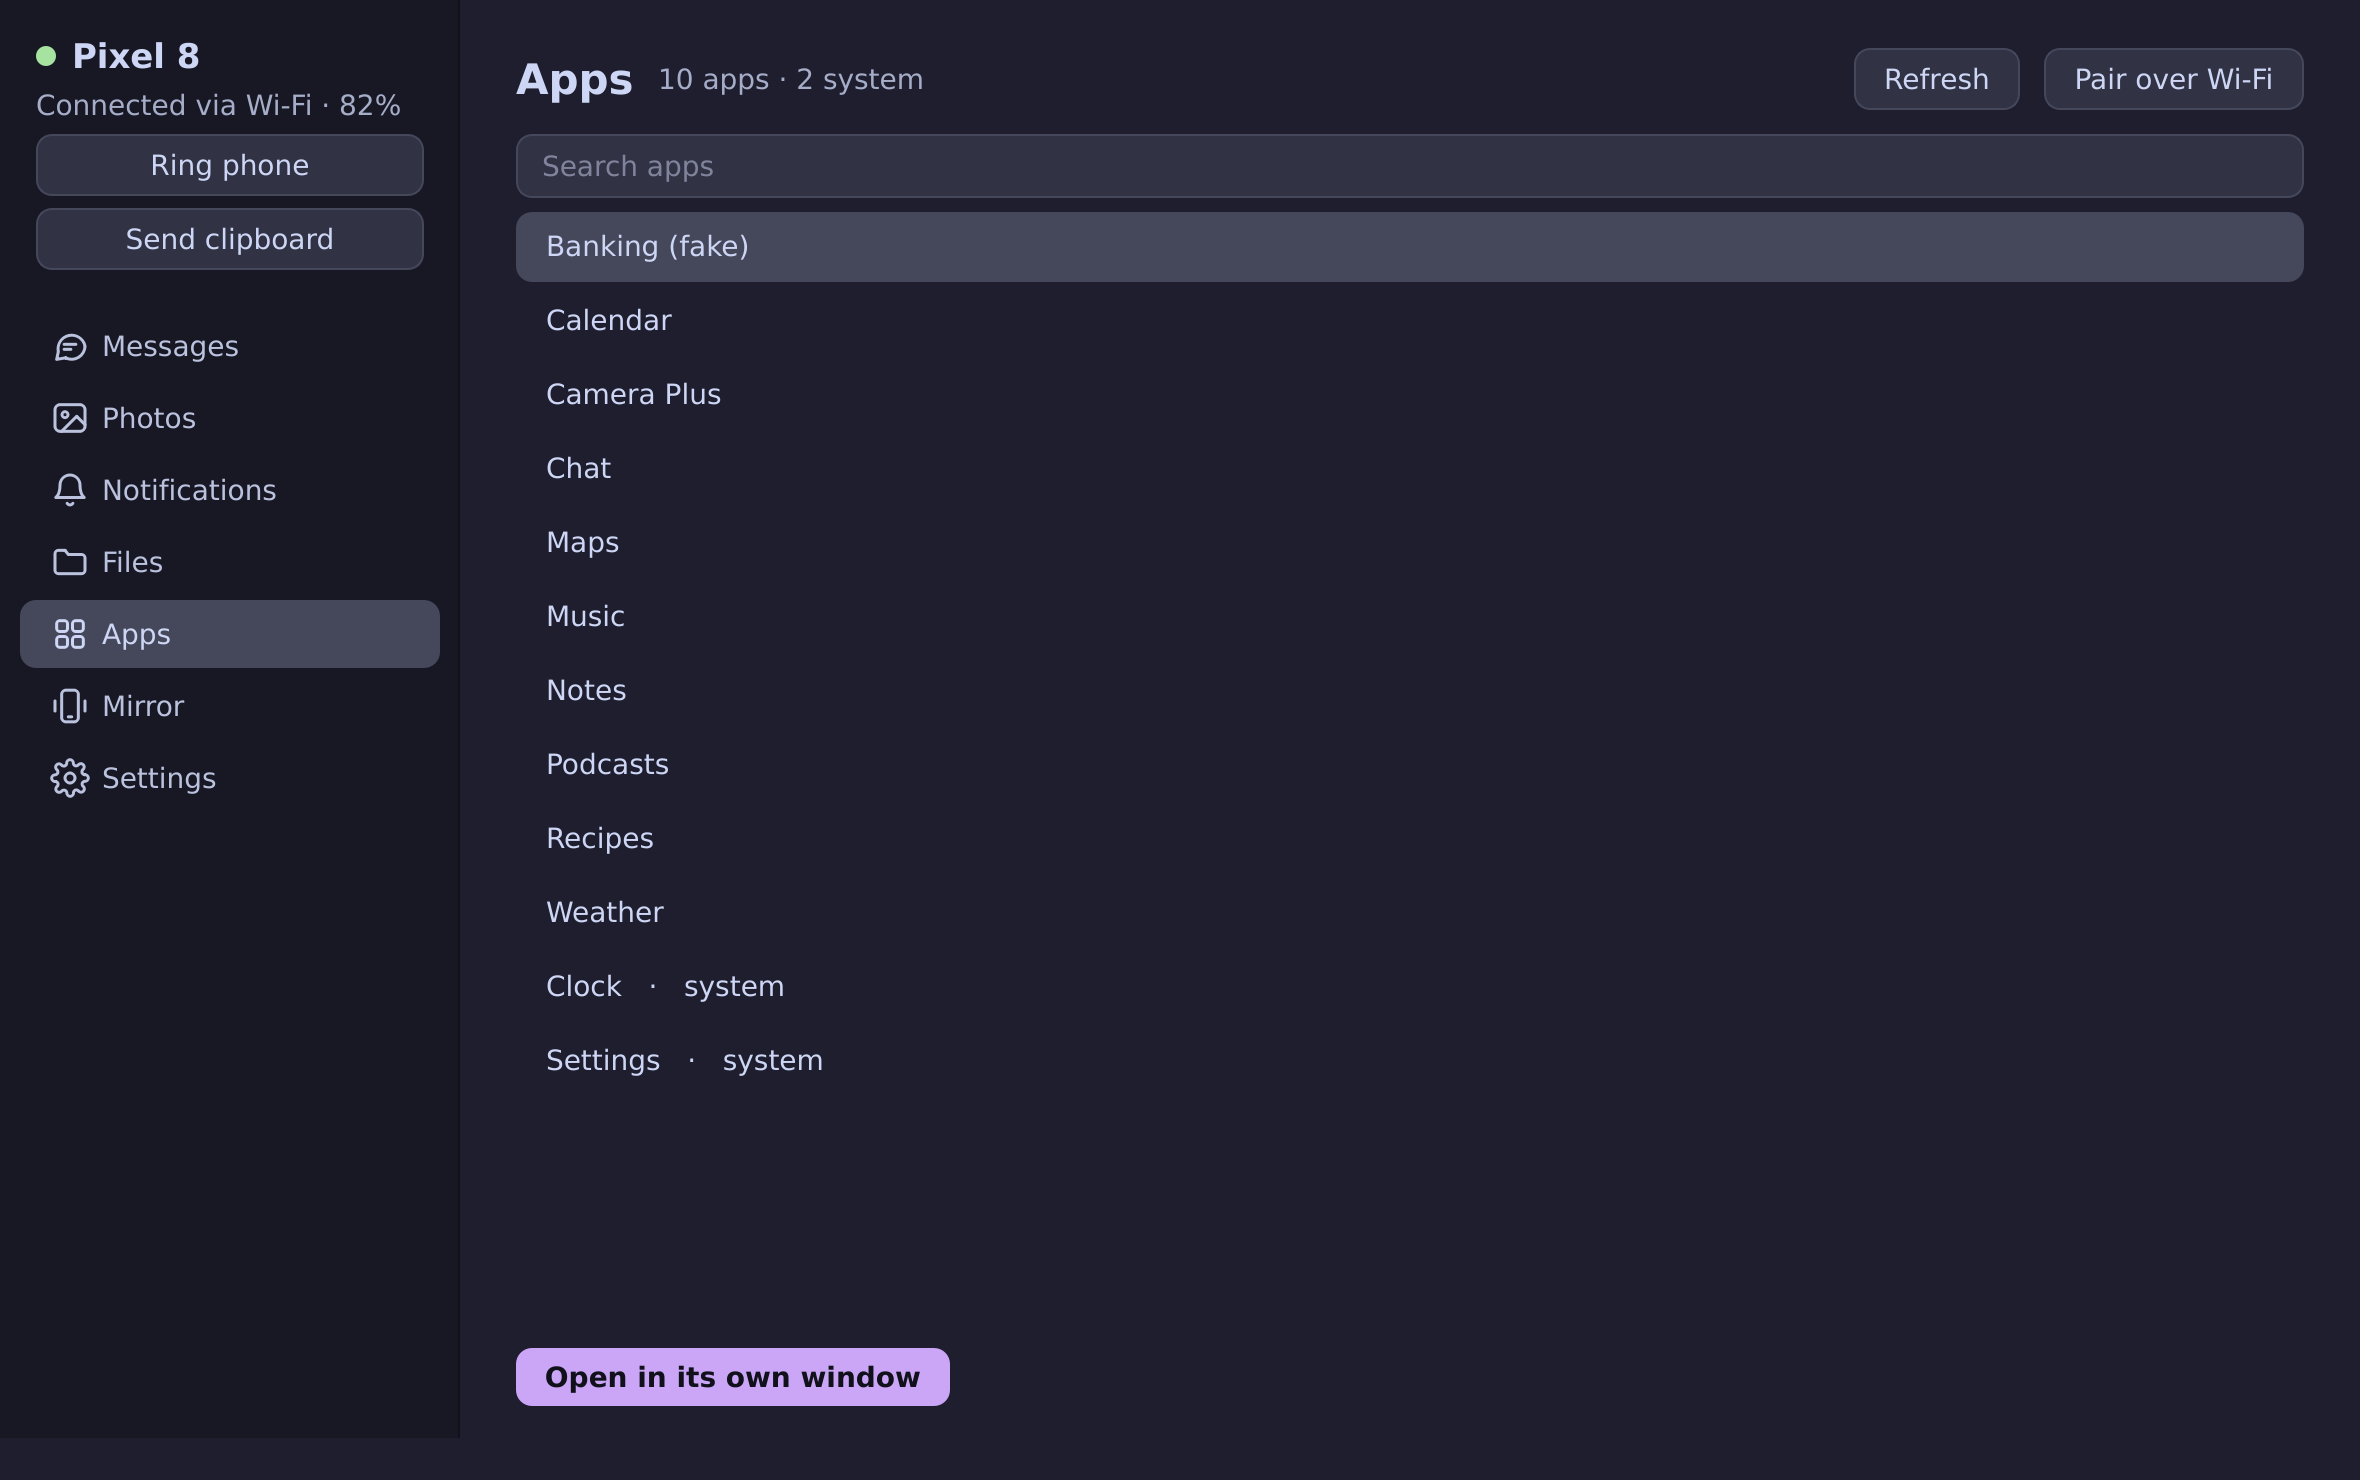 Pixel 8
Connected via Wi-Fi · 82%
Ring phone
Send clipboard
Messages
Photos
Notifications
Files
Apps
Mirror
Settings
Apps 10 apps · 2 system
Refresh
Pair over Wi-Fi
Search apps
Banking (fake)
Calendar
Camera Plus
Chat
Maps
Music
Notes
Podcasts
Recipes
Weather
Clock · system
Settings · system
Open in its own window